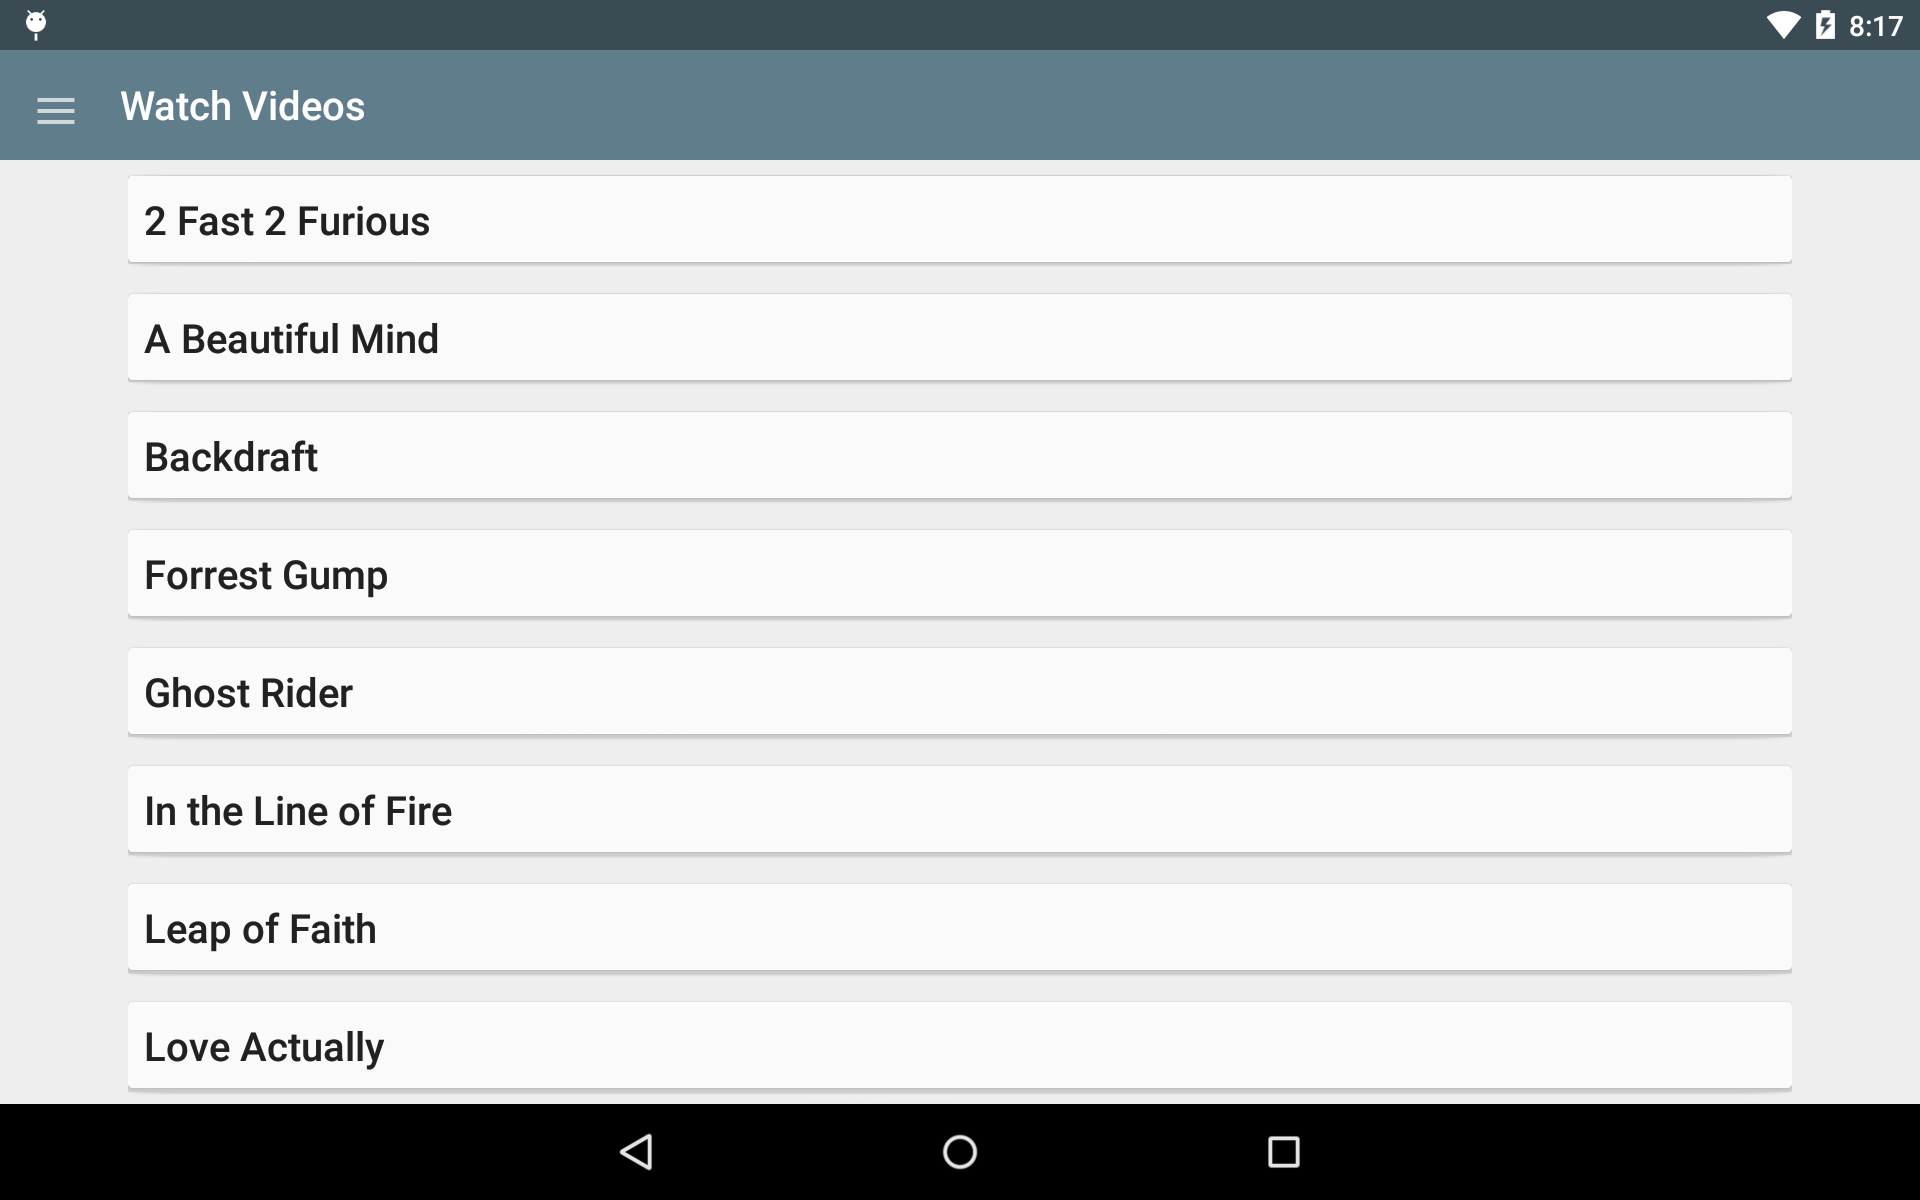 8:17
Watch Videos
2 Fast 2 Furious
A Beautiful Mind
Backdraft
Forrest Gump
Ghost Rider
In the Line of Fire
Leap of Faith
Love Actually